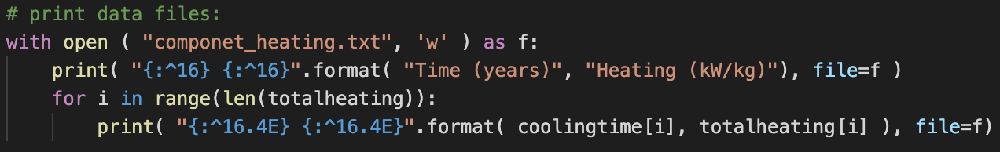 # print data files:
with open ( "componet_heating.txt", 'w' ) as f:
    print( "{:^16} {:^16}".format( "Time (years)", "Heating (kW/kg)"), file=f )
    for i in range(len(totalheating)):
        print( "{:^16.4E} {:^16.4E}".format( coolingtime[i], totalheating[i] ), file=f)